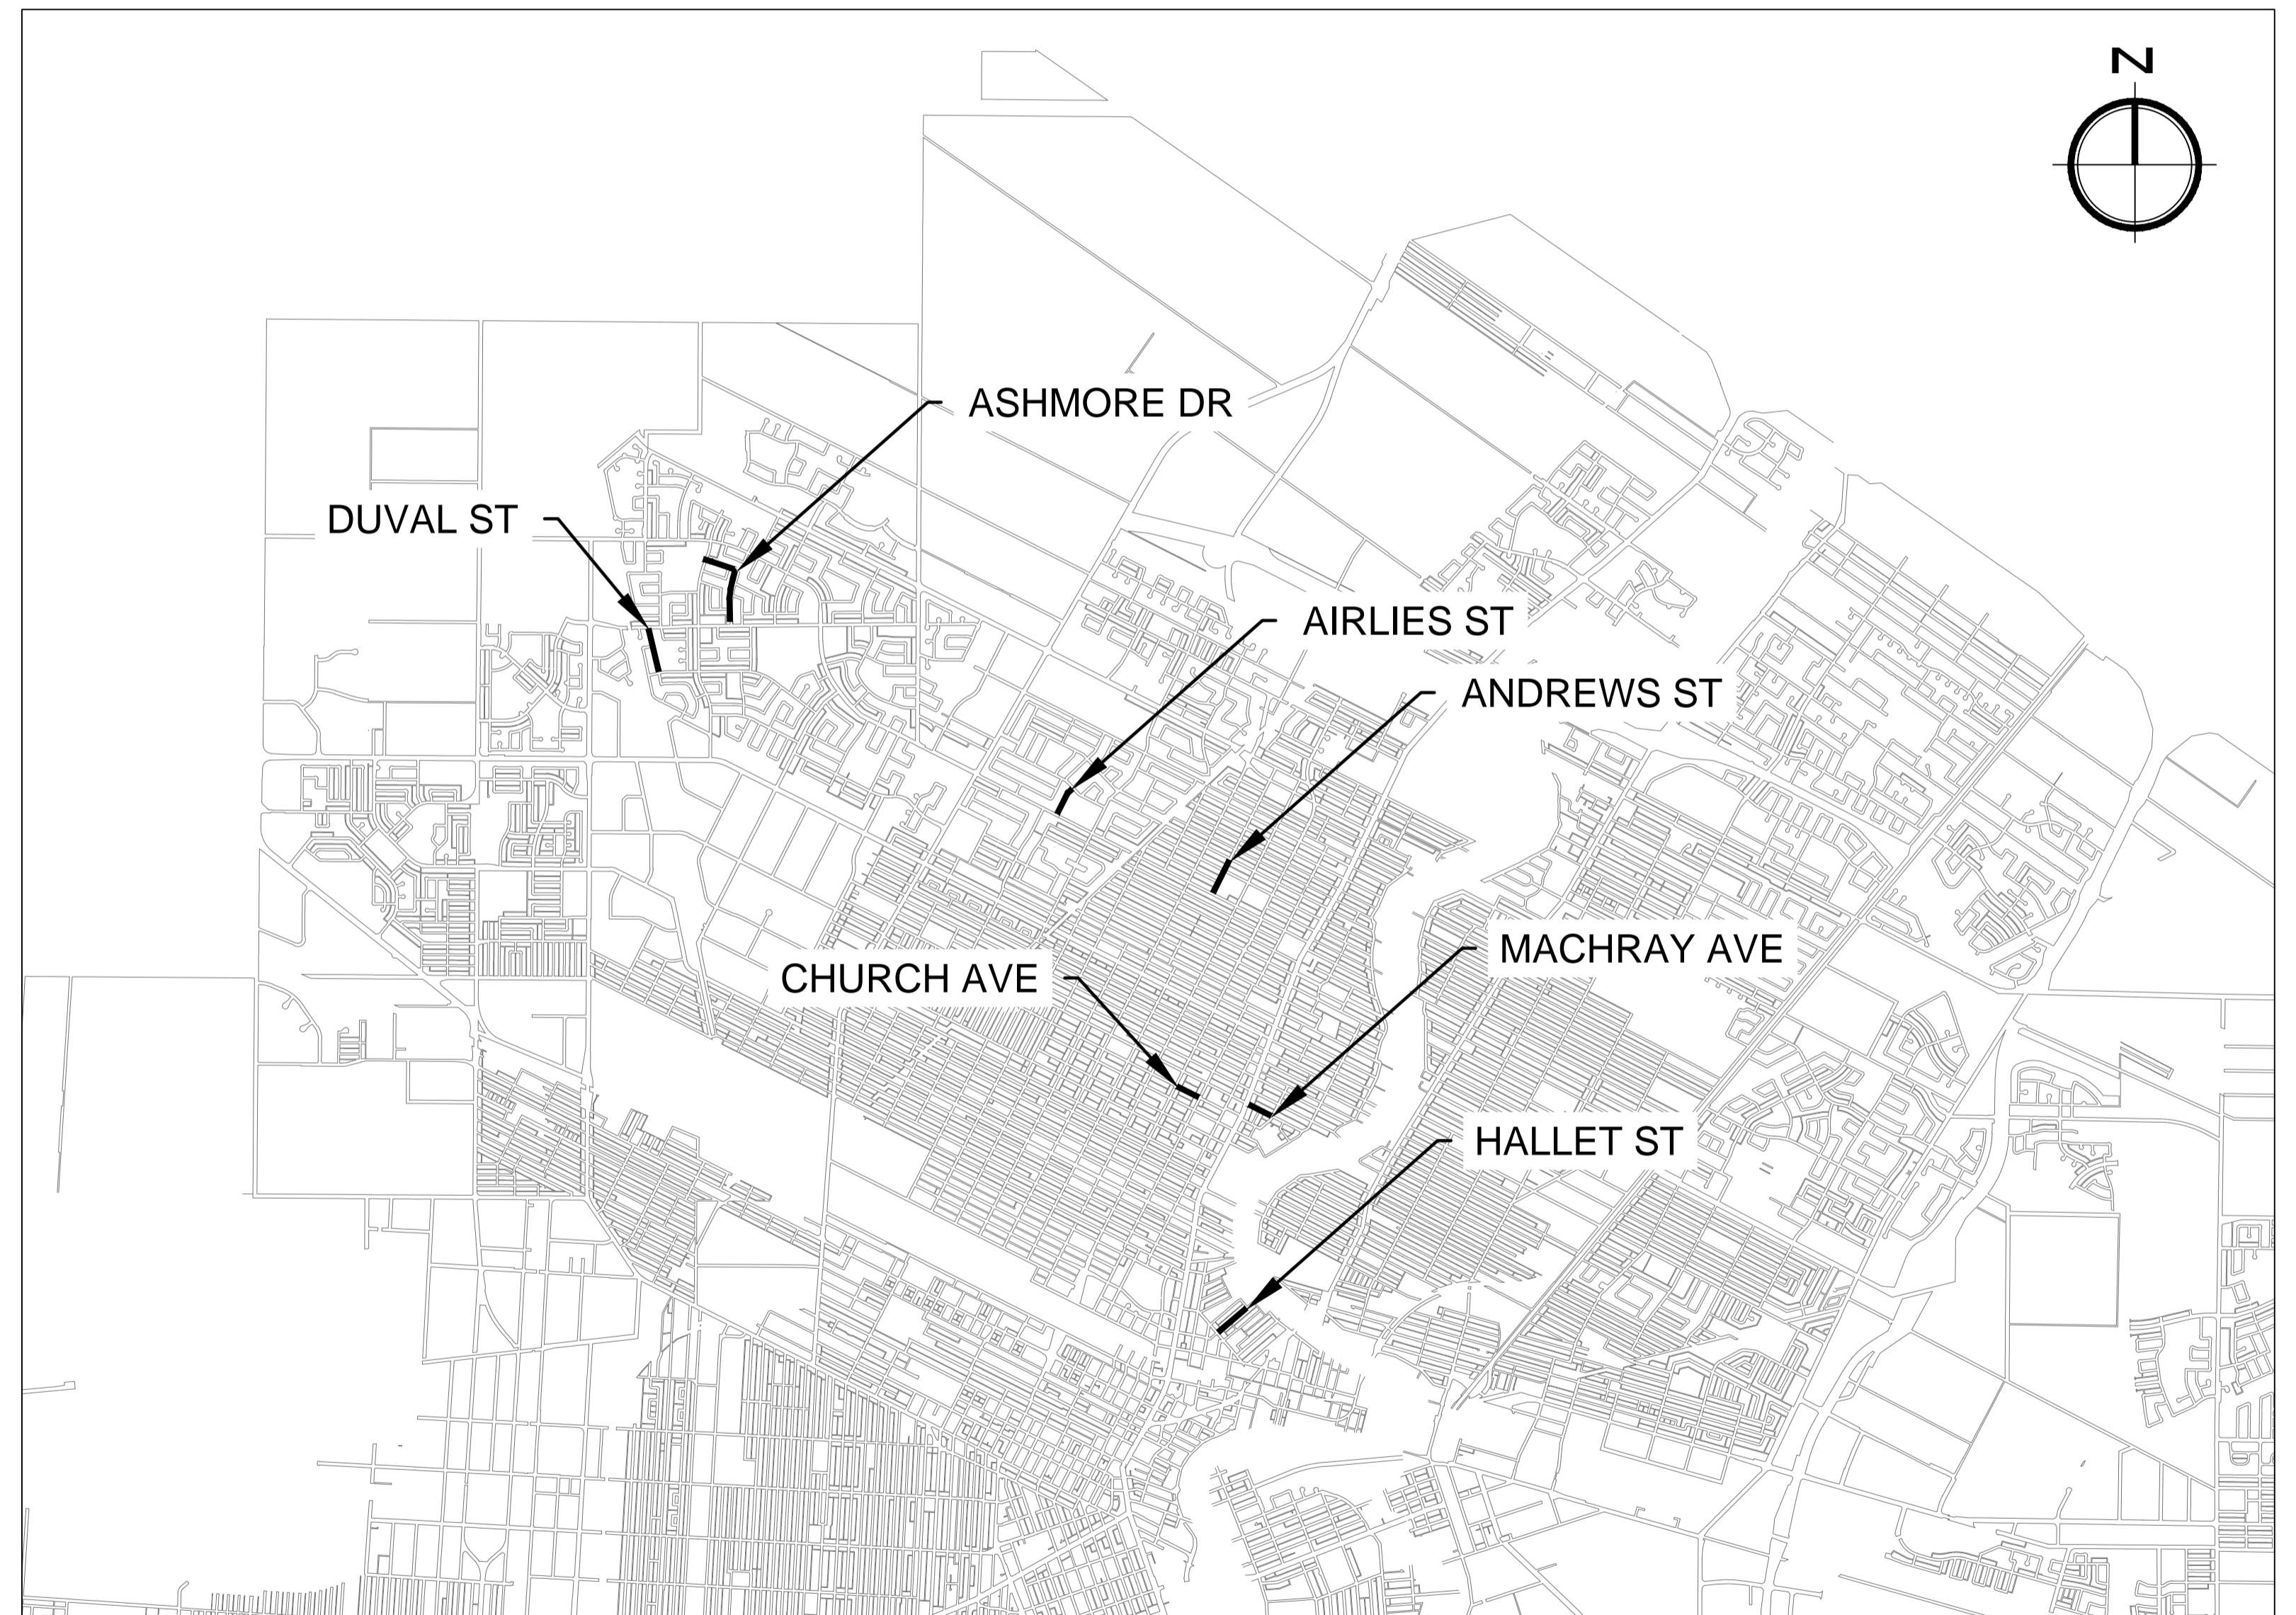 N
ASHMORE DR
DUVAL ST
AIRLIES ST
ANDREWS ST
MACHRAY AVE
CHURCH AVE
HALLET ST